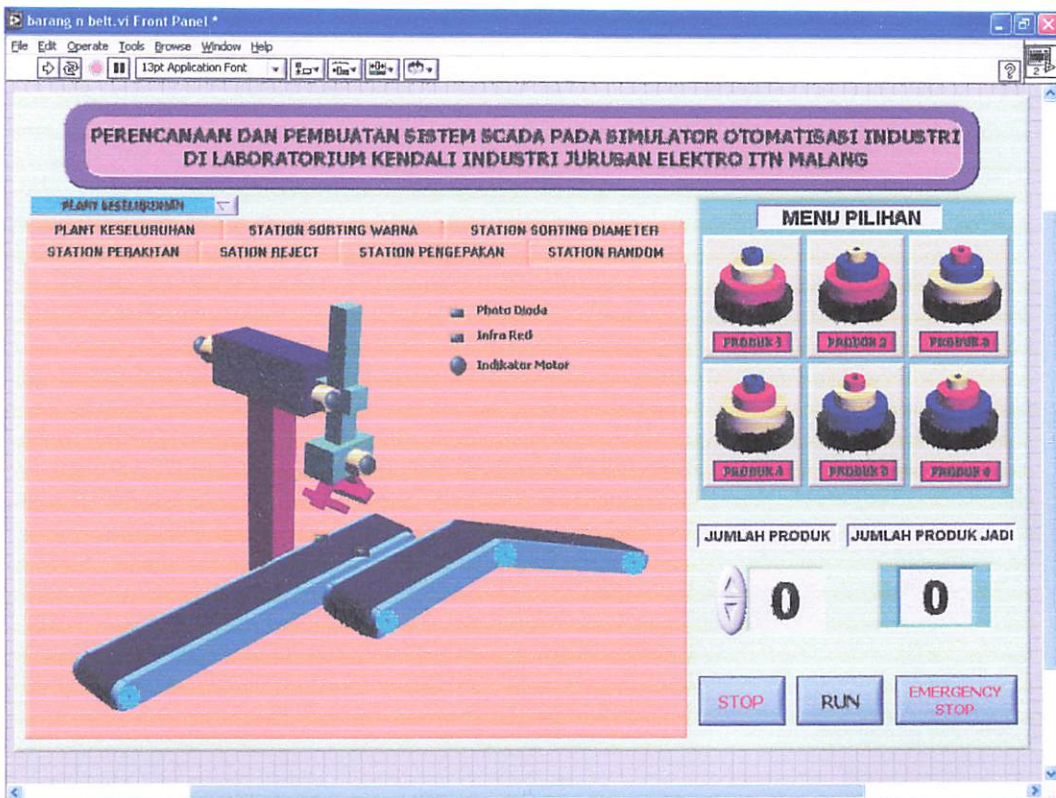 barang n belt.vi Front Panel *
File Edit Operate Tools Browse Window Help
13pt Application Font
2
PERENCANAAN DAN PEMBUATAN SISTEM SCADA PADA SIMULATOR OTOMATISASI INDUSTRI
DI LABORATORIUM KENDALI INDUSTRI JURUSAN ELEKTRO ITN MALANG
PLANT KESELURUHAN
PLANT KESELURUHAN STATION SORTING WARNA STATION SORTING DIAMETER
STATION PERAKITAN SATION REJECT STATION PENGEPAKAN STATION RANDOM
Photo Dioda
Infra Red
Indikator Motor
MENU PILIHAN
PRODUK 1 PRODUK 2 PRODUK 3
PRODUK 4 PRODUK 5 PRODUK 6
JUMLAH PRODUK JUMLAH PRODUK JADI
0 0
STOP RUN EMERGENCY
STOP